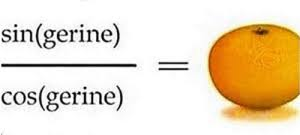 sin(gerine)
cos(gerine)
=